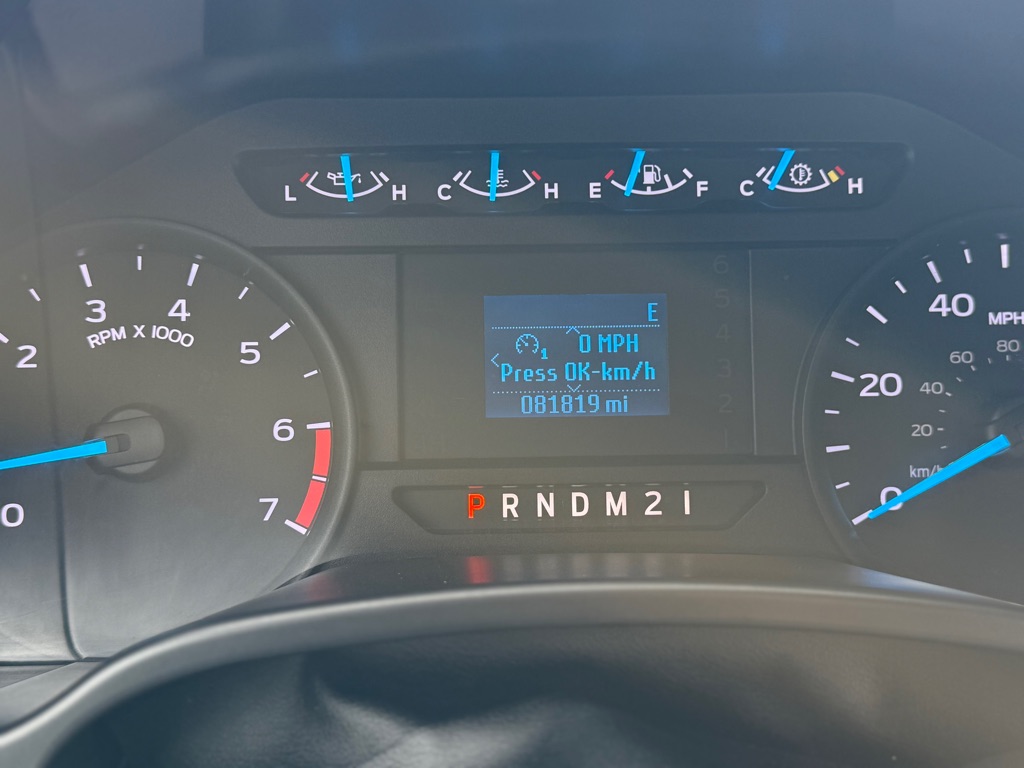 L H C H E F C H
3 4
RPM X 1000
2 5
6
0 7
E
1 0 MPH
Press OK-km/h
081819 mi
P R N D M 2 1
40
MPH
60 80
20 40
20
km/h
0